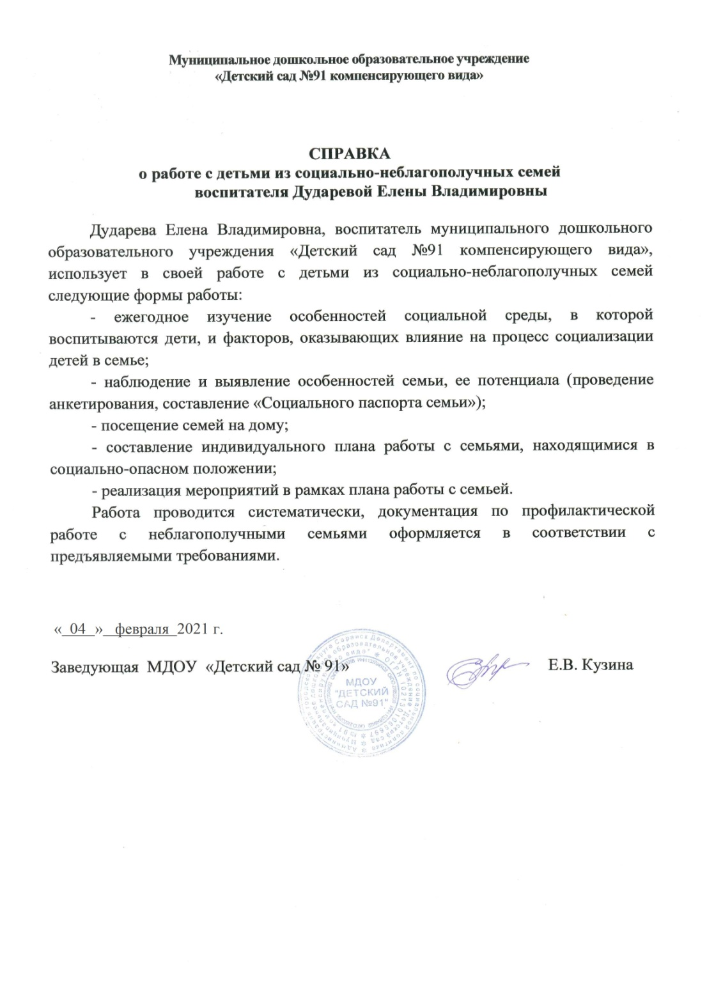 Муниципальное дошкольное образовательное учреждение
«Детский сад №91 компенсирующего вида»
СПРАВКА
о работе с детьми из социально-неблагополучных семей
воспитателя Дударевой Елены Владимировны
Дударева Елена Владимировна, воспитатель муниципального дошкольного
образовательного учреждения «Детский сад №91 компенсирующего вида»,
использует в своей работе с детьми из социально-неблагополучных семей
следующие формы работы:
- ежегодное изучение особенностей социальной среды, в которой
воспитываются дети, и факторов, оказывающих влияние на процесс социализации
детей в семье;
- наблюдение и выявление особенностей семьи, ее потенциала (проведение
анкетирования, составление «Социального паспорта семьи»);
- посещение семей на дому;
- составление индивидуального плана работы с семьями, находящимися в
социально-опасном положении;
- реализация мероприятий в рамках плана работы с семьей.
Работа проводится систематически, документация по профилактической
работе с неблагополучными семьями оформляется в соответствии с
предъявляемыми требованиями.
«_04_»_февраля_2021 г.
Заведующая МДОУ «Детский сад № 91»
Е.В. Кузина
МДОУ
"ДЕТСКИЙ
САД №91"